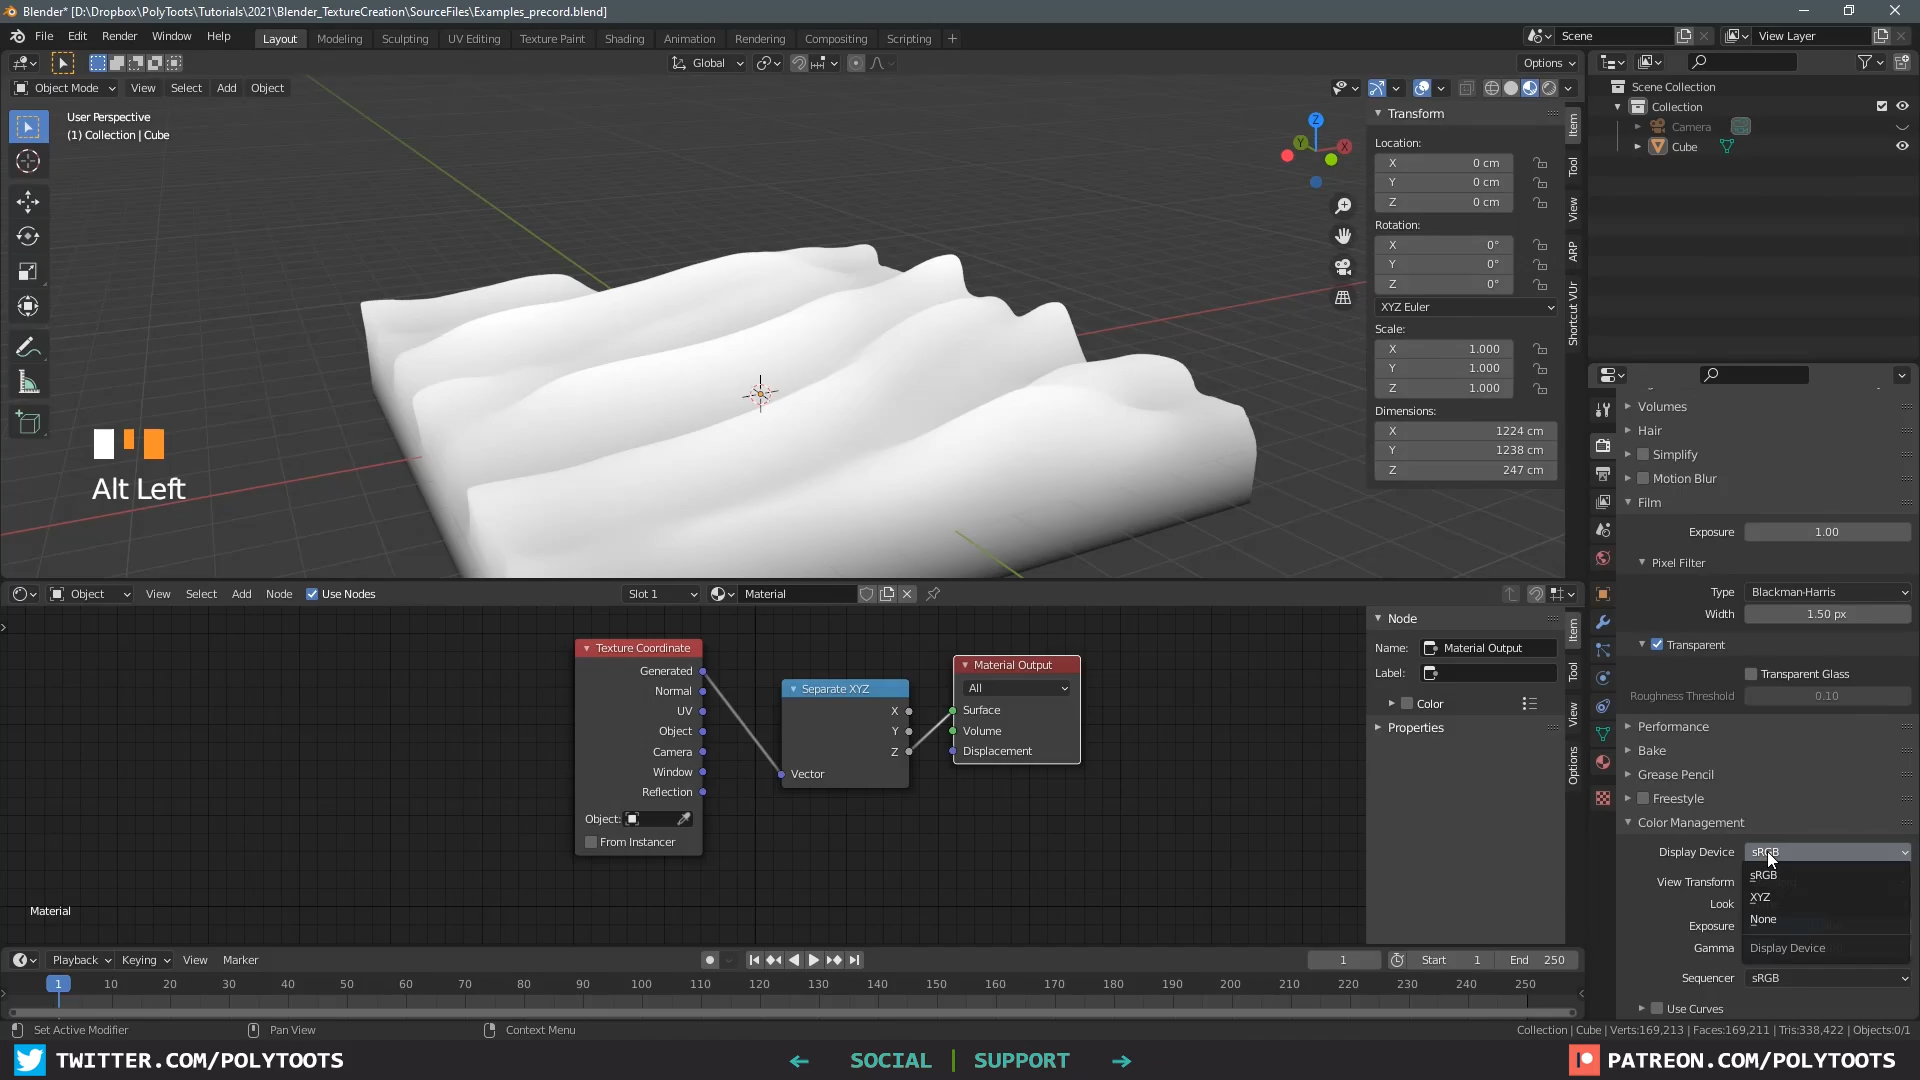 Blender* [D:\Dropbox\PolyToots\Tutorials\2021\Blender_TextureCreation\SourceFiles\Examples_precord.blend]
File Edit Render Window Help Layout Modeling Sculpting UV Editing Texture Paint Shading Animation Rendering Compositing Scripting + Scene View Layer
Global Options
Object Mode View Select Add Object
User Perspective
(1) Collection | Cube
Alt Left
Z
Y
X
Transform
Location:
X 0 cm
Y 0 cm
Z 0 cm
Rotation:
X 0°
Y 0°
Z 0°
XYZ Euler
Scale:
X 1.000
Y 1.000
Z 1.000
Dimensions:
X 1224 cm
Y 1238 cm
Z 247 cm
Item
Tool
View
ARP
Shortcut VUr
Scene Collection
Collection
Camera
Cube
Volumes
Hair
Simplify
Motion Blur
Film
Exposure 1.00
Pixel Filter
Type Blackman-Harris
Width 1.50 px
Transparent
Transparent Glass
Roughness Threshold 0.10
Performance
Bake
Grease Pencil
Freestyle
Color Management
Display Device sRGB
sRGB
View Transform
XYZ
Look
None
Exposure
Gamma
Display Device
Sequencer sRGB
Use Curves
Object View Select Add Node Use Nodes Slot 1 Material
Texture Coordinate
Generated
Normal
UV
Object
Camera
Window
Reflection
Object:
From Instancer
Separate XYZ
X
Y
Z
Vector
Material Output
All
Surface
Volume
Displacement
Node
Name: Material Output
Label:
Color
Properties
Item
Tool
View
Options
Material
Playback Keying View Marker 1 Start 1 End 250
1 10 20 30 40 50 60 70 80 90 100 110 120 130 140 150 160 170 180 190 200 210 220 230 240 250
Set Active Modifier Pan View Context Menu Collection | Cube | Verts:169,213 | Faces:169,211 | Tris:338,422 | Objects:0/1
TWITTER.COM/POLYTOOTS ← SOCIAL | SUPPORT → PATREON.COM/POLYTOOTS